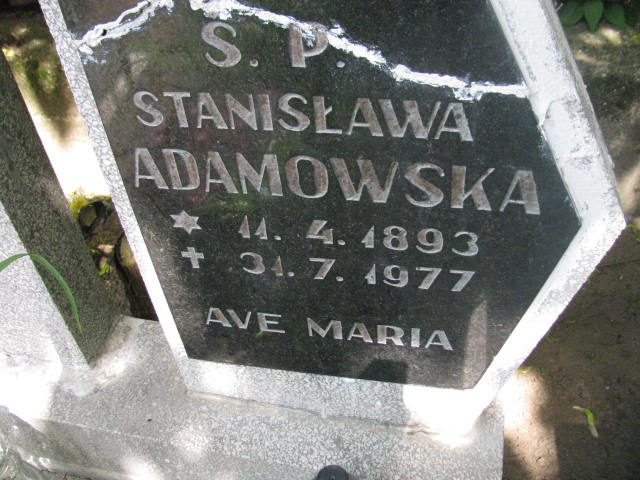 S. P.
STANISŁAWA
ADAMOWSKA
11. 4. 1893
31. 7. 1977
AVE MARIA